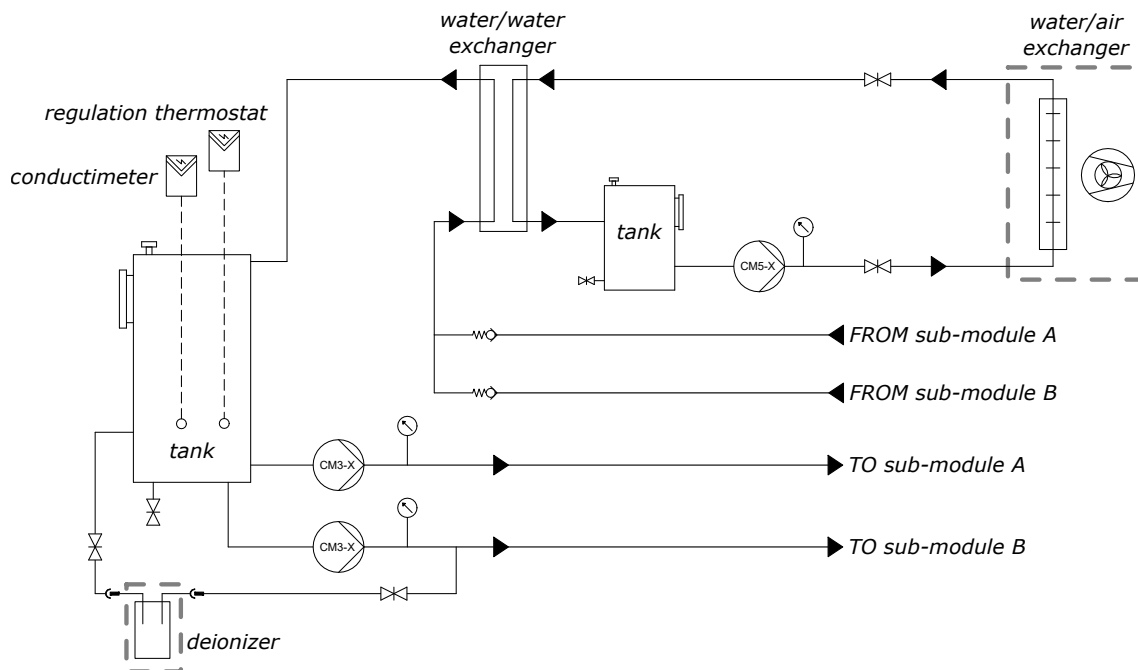 water/water
exchanger
water/air
exchanger
regulation thermostat
conductimeter
tank
CM5-X
FROM sub-module A
FROM sub-module B
tank
CM3-X
TO sub-module A
CM3-X
TO sub-module B
deionizer